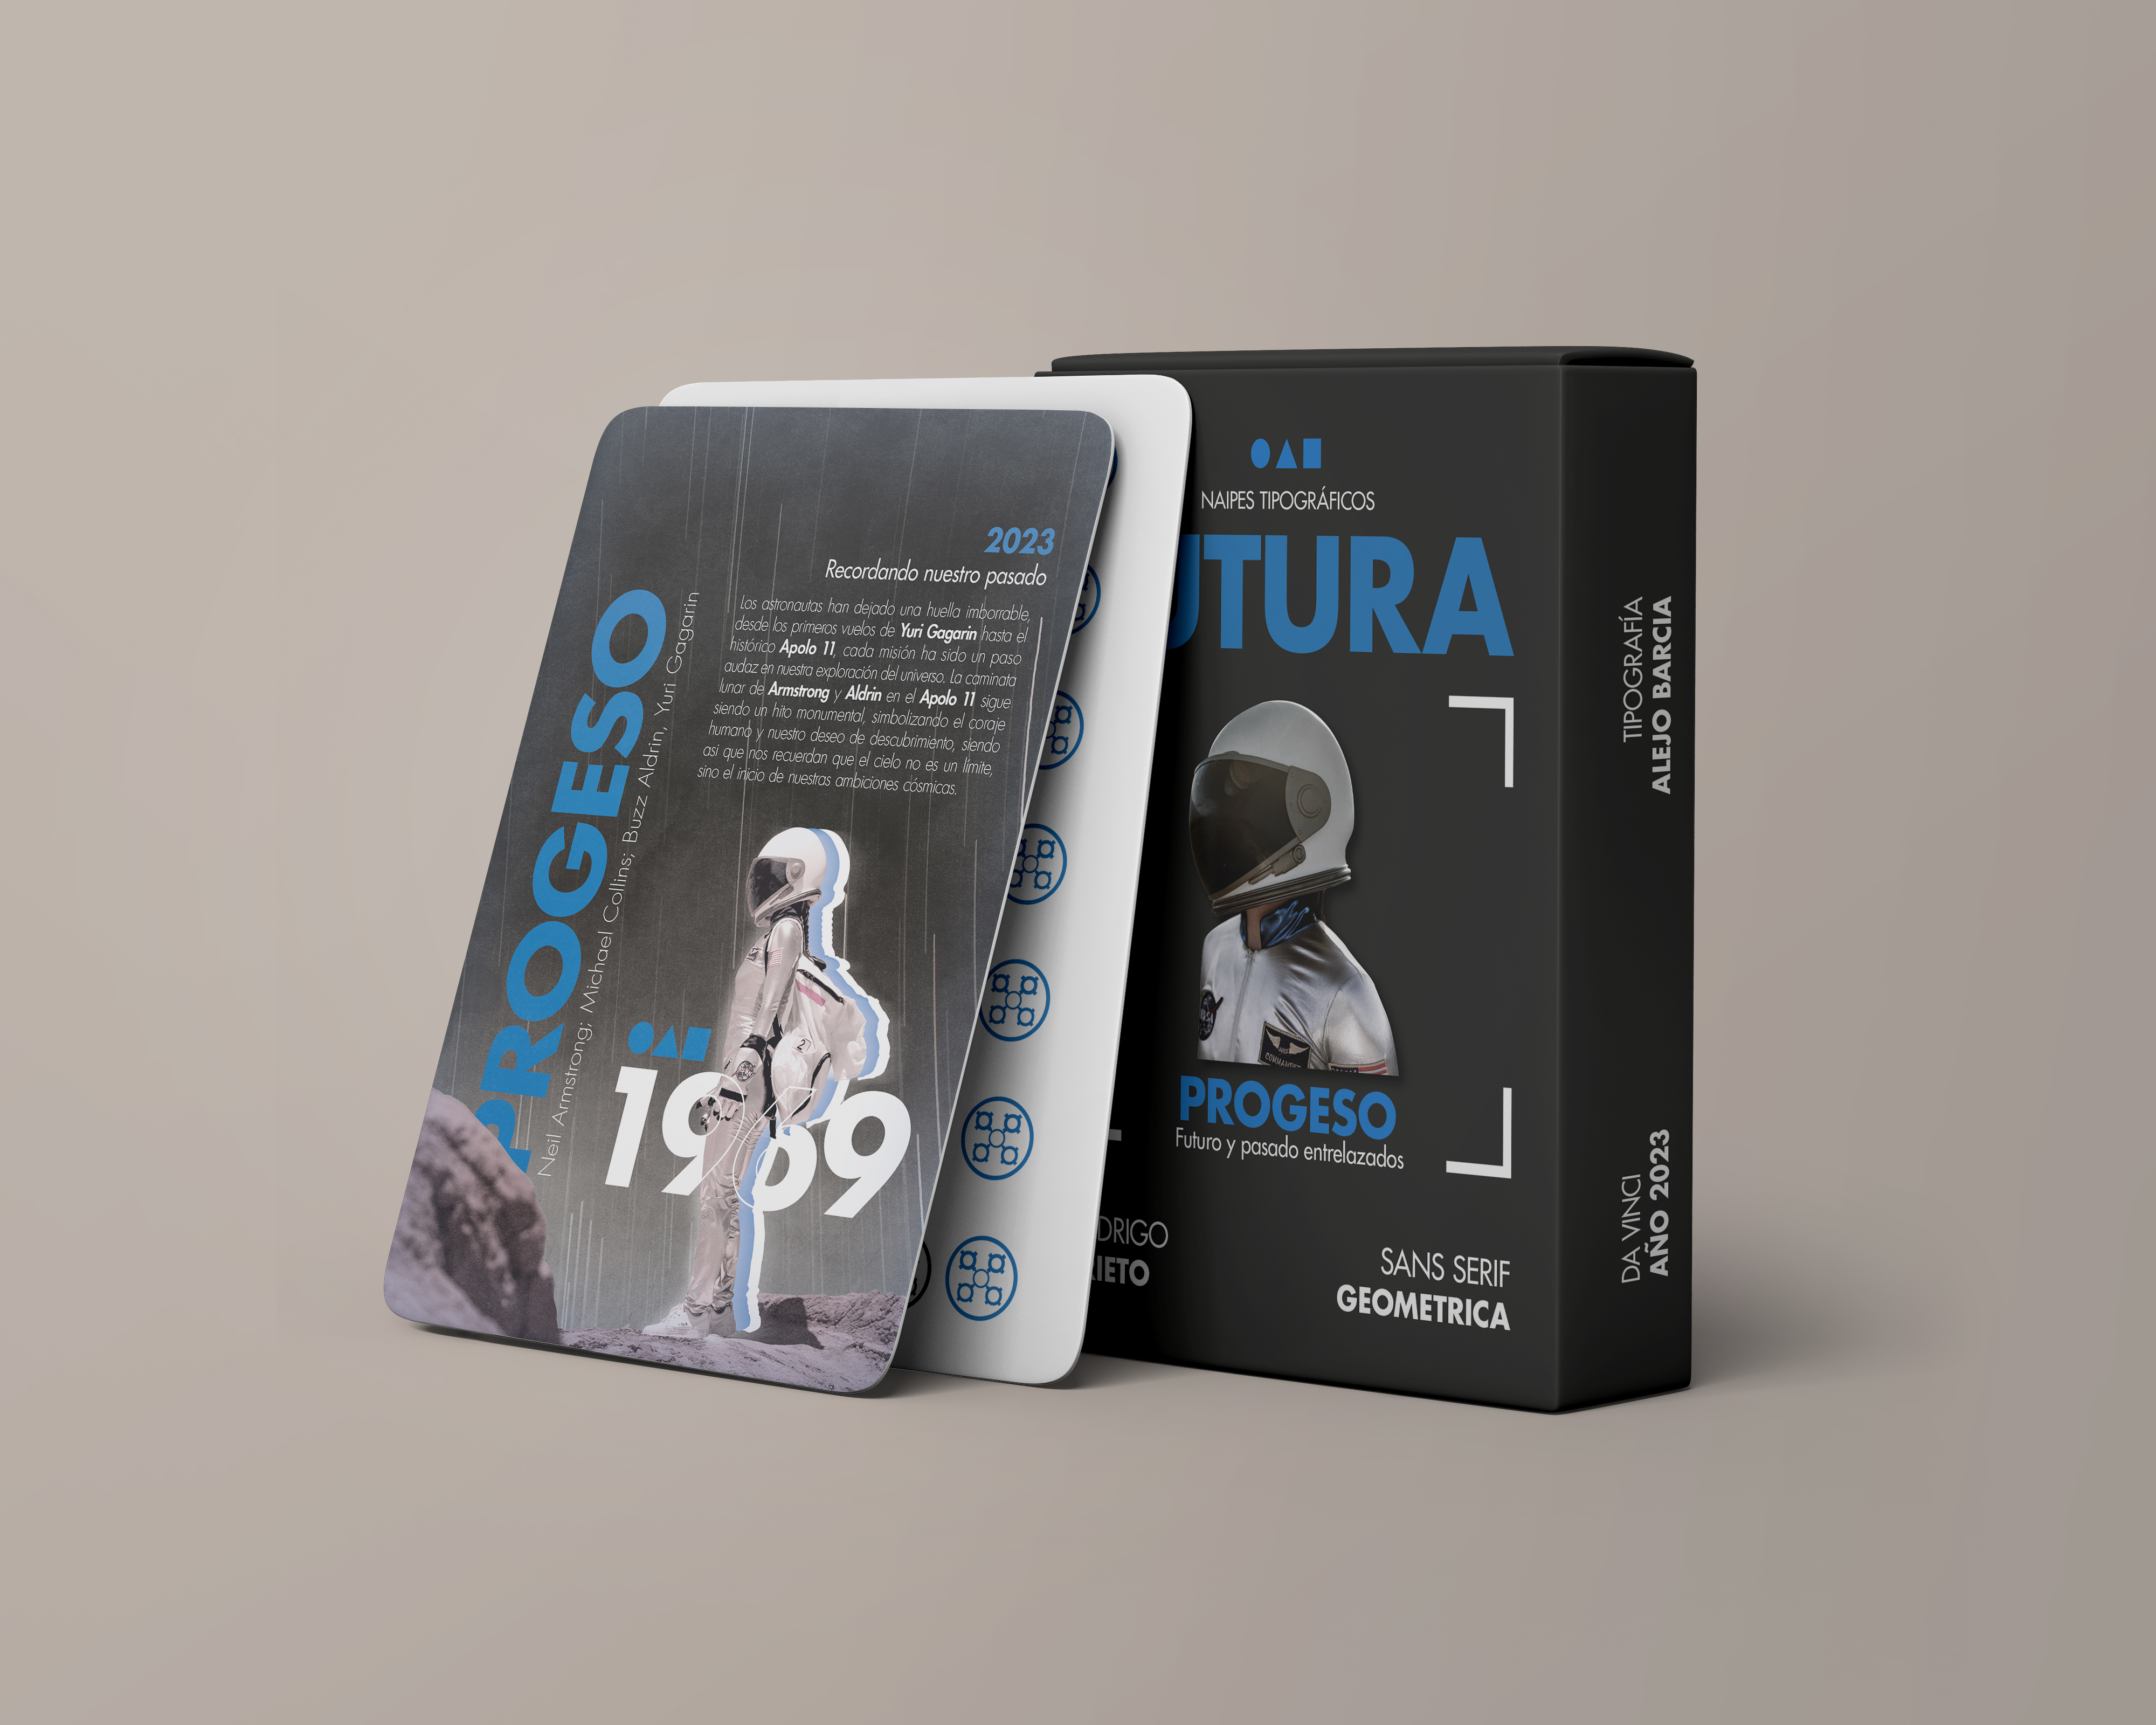 PROGESO
Neil Armstrong; Michael Collins; Buzz Aldrin, Yuri Gagarin
2023
Recordando nuestro pasado
Los astronautas han dejado una huella imborrable,
desde los primeros vuelos de Yuri Gagarin hasta el
histórico Apolo 11, cada misión ha sido un paso
audaz en nuestra exploración del universo. La caminata
lunar de Armstrong y Aldrin en el Apolo 11 sigue
siendo un hito monumental, simbolizando el coraje
humano y nuestro deseo de descubrimiento, siendo
asi que nos recuerdan que el cielo no es un límite,
sino el inicio de nuestras ambiciones cósmicas.
1969
NAIPES TIPOGRÁFICOS
UTURA
COMMANDER
PROGESO
Futuro y pasado entrelazados
DRIGO
IETO
SANS SERIF
GEOMETRICA
TIPOGRAFÍA
ALEJO BARCIA
DA VINCI
AÑO 2023